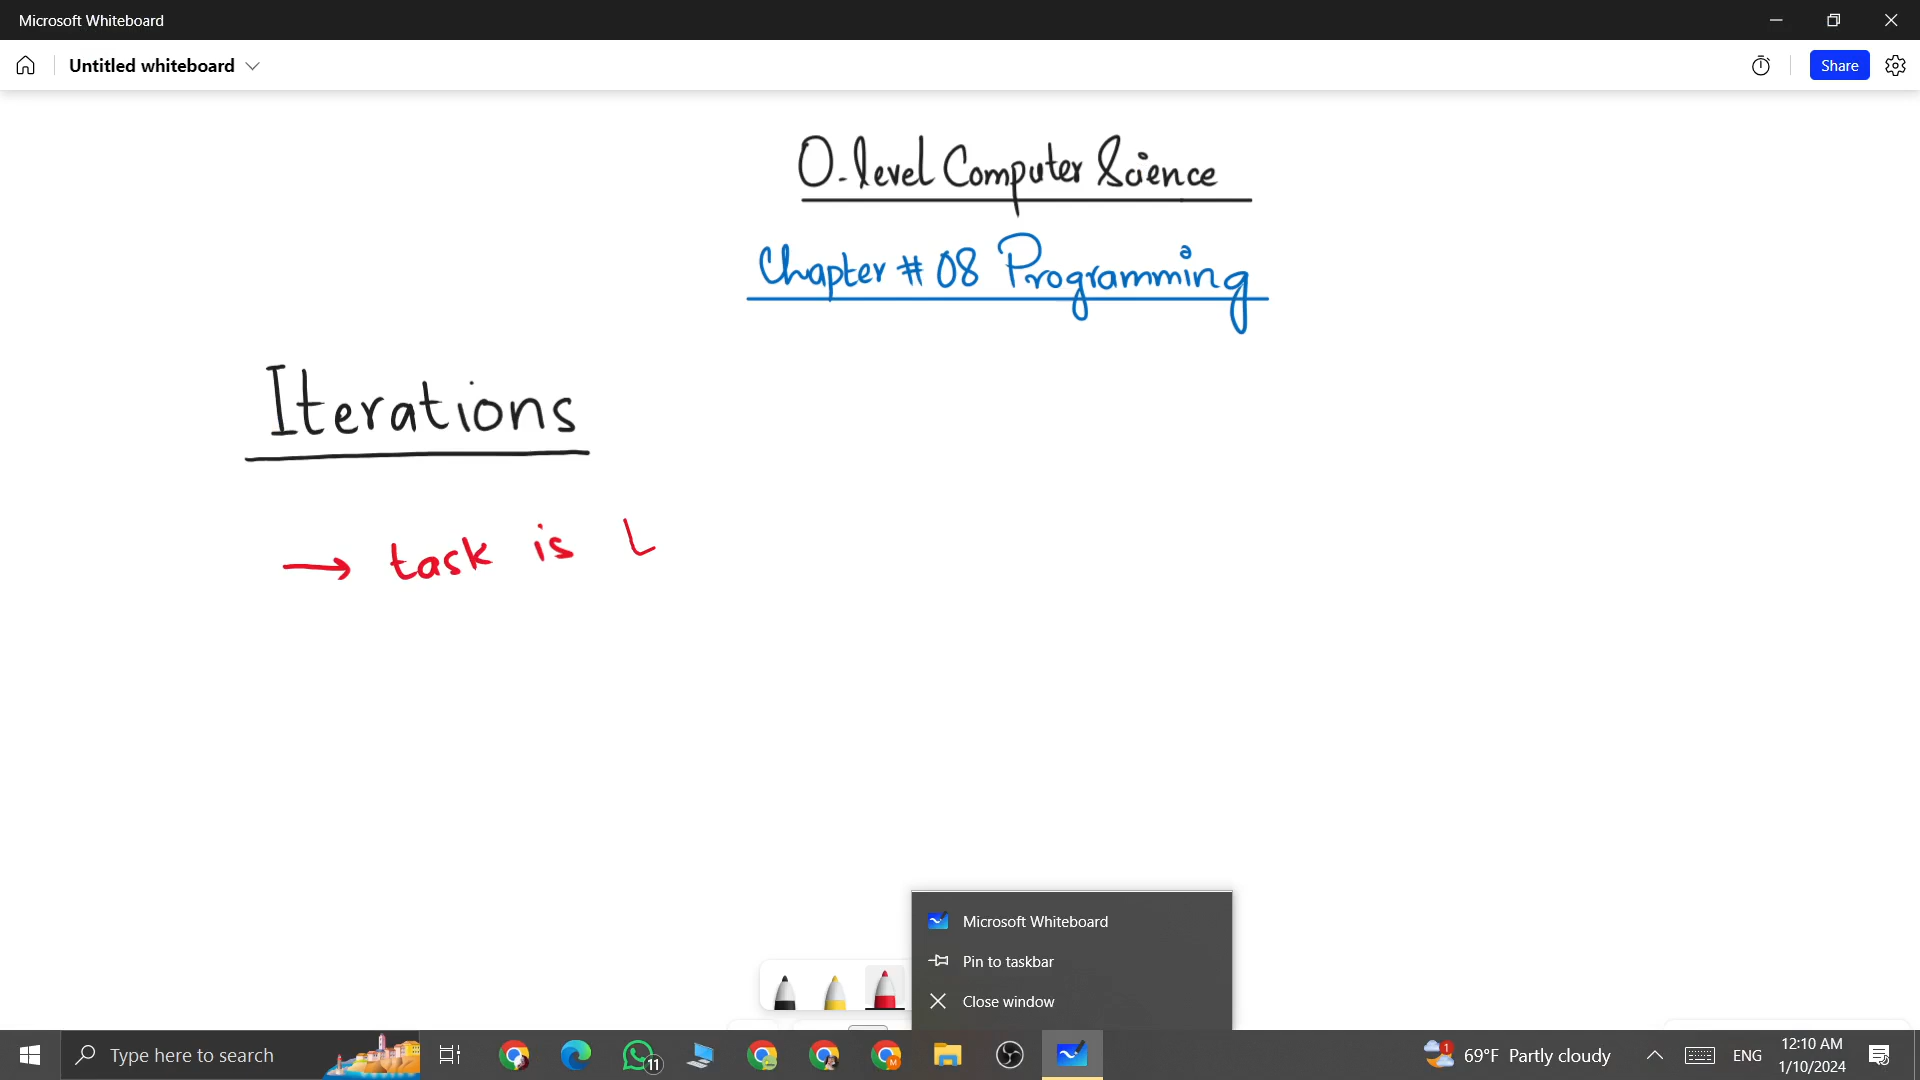 Microsoft Whiteboard
Untitled whiteboard
Share
O-level Computer Science
Chapter # 08 Programming
Iterations
→ task is
Microsoft Whiteboard
Pin to taskbar
Close window
Type here to search
11
M
1
69°F Partly cloudy
ENG
12:10 AM
1/10/2024